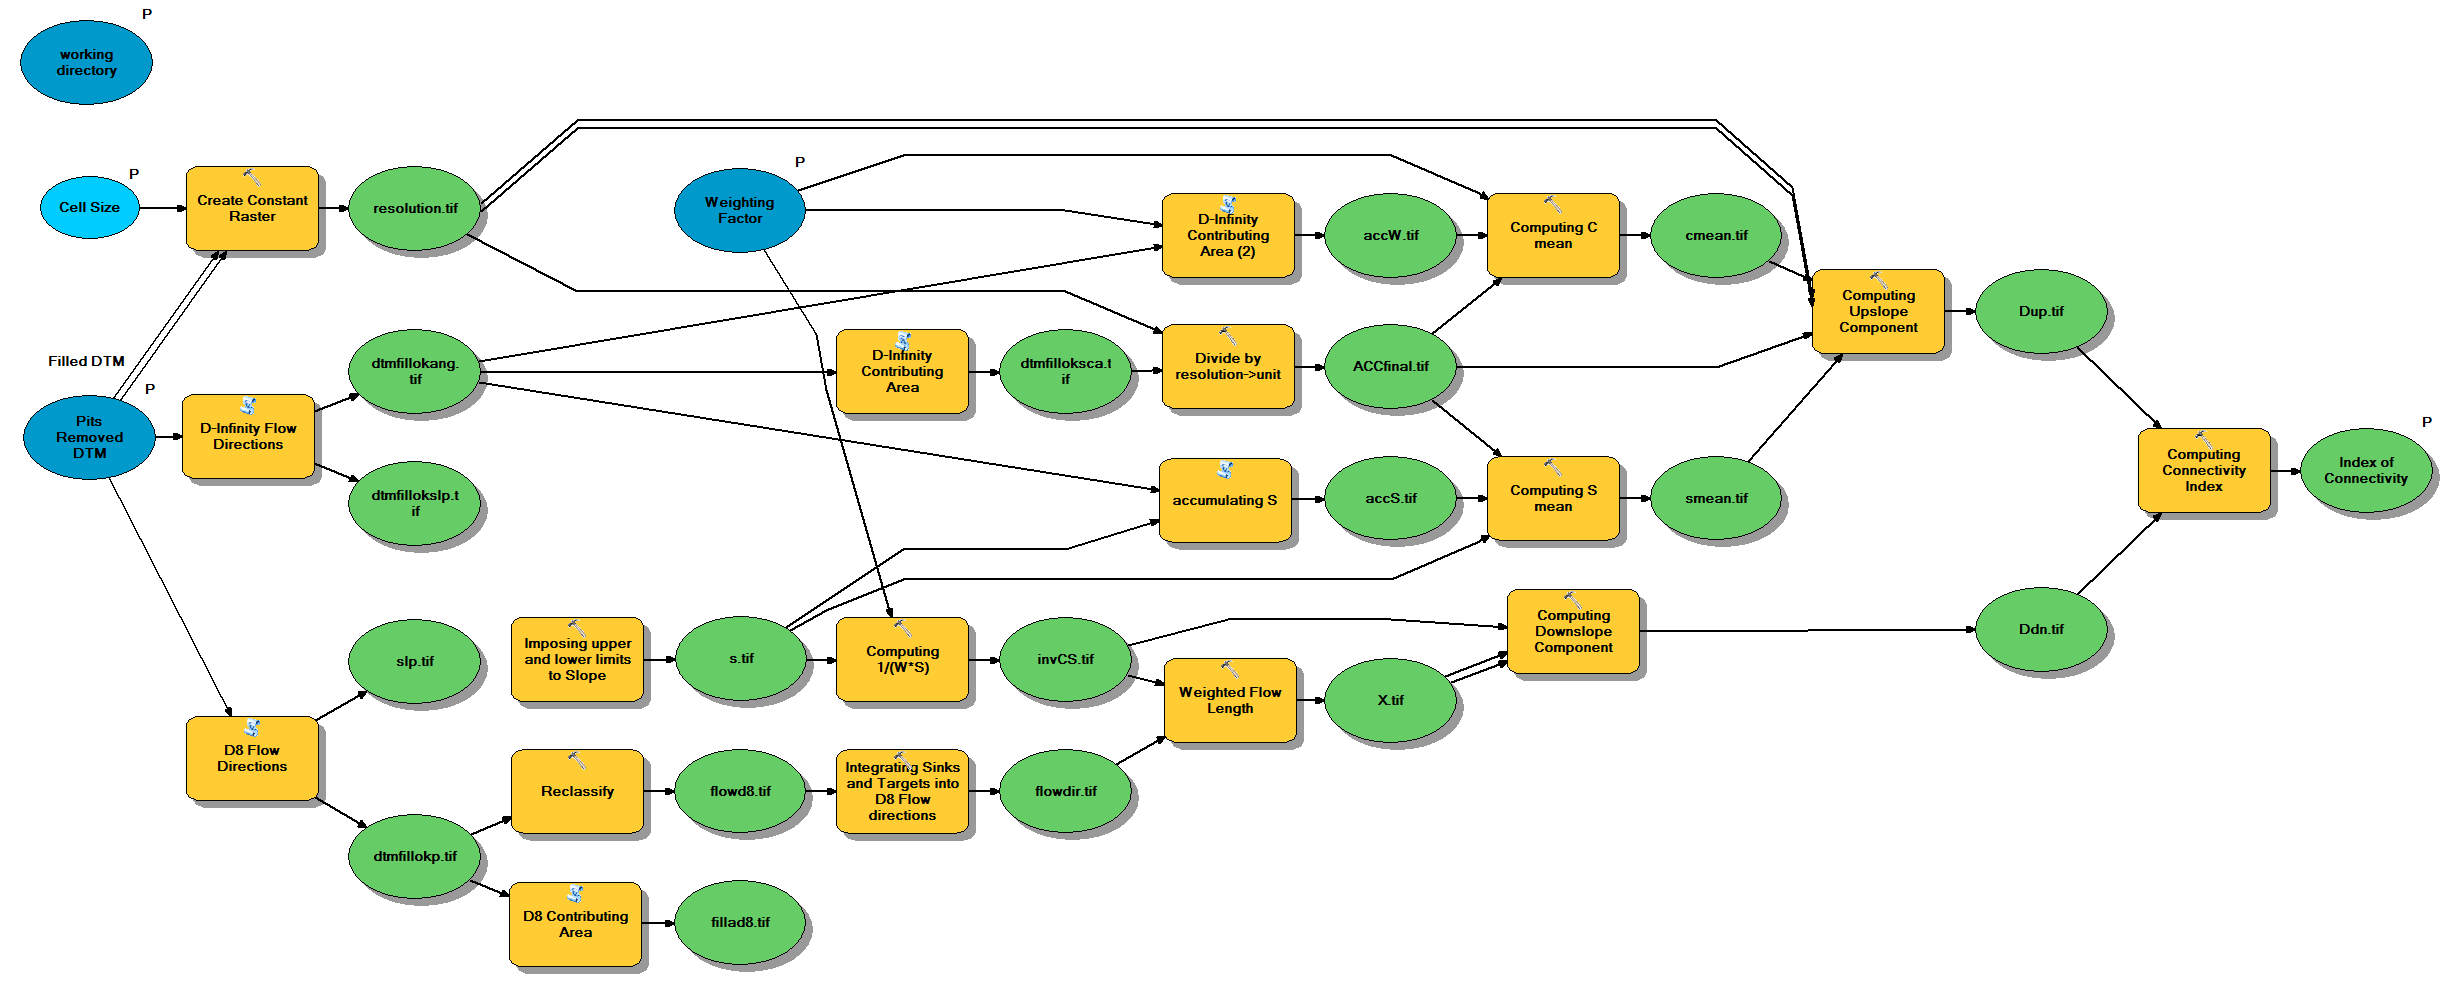 P
working
directory
P
Cell Size
Create Constant
Raster
resolution.tif
P
Weighting
Factor
D-Infinity
Contributing
Area (2)
accW.tif
Computing C
mean
cmean.tif
Filled DTM
P
Pits
Removed
DTM
D-Infinity Flow
Directions
dtmfillokang.
tif
dtmfillokslp.t
if
D-Infinity
Contributing
Area
dtmfilloksca.t
if
Divide by
resolution->unit
ACCfinal.tif
Computing
Upslope
Component
Dup.tif
accumulating S
accS.tif
Computing S
mean
smean.tif
Computing
Connectivity
Index
P
Index of
Connectivity
slp.tif
Imposing upper
and lower limits
to Slope
s.tif
Computing
1/(W*S)
invCS.tif
Weighted Flow
Length
X.tif
Computing
Downslope
Component
Ddn.tif
D8 Flow
Directions
dtmfillokp.tif
Reclassify
flowd8.tif
Integrating Sinks
and Targets into
D8 Flow
directions
flowdir.tif
D8 Contributing
Area
fillad8.tif